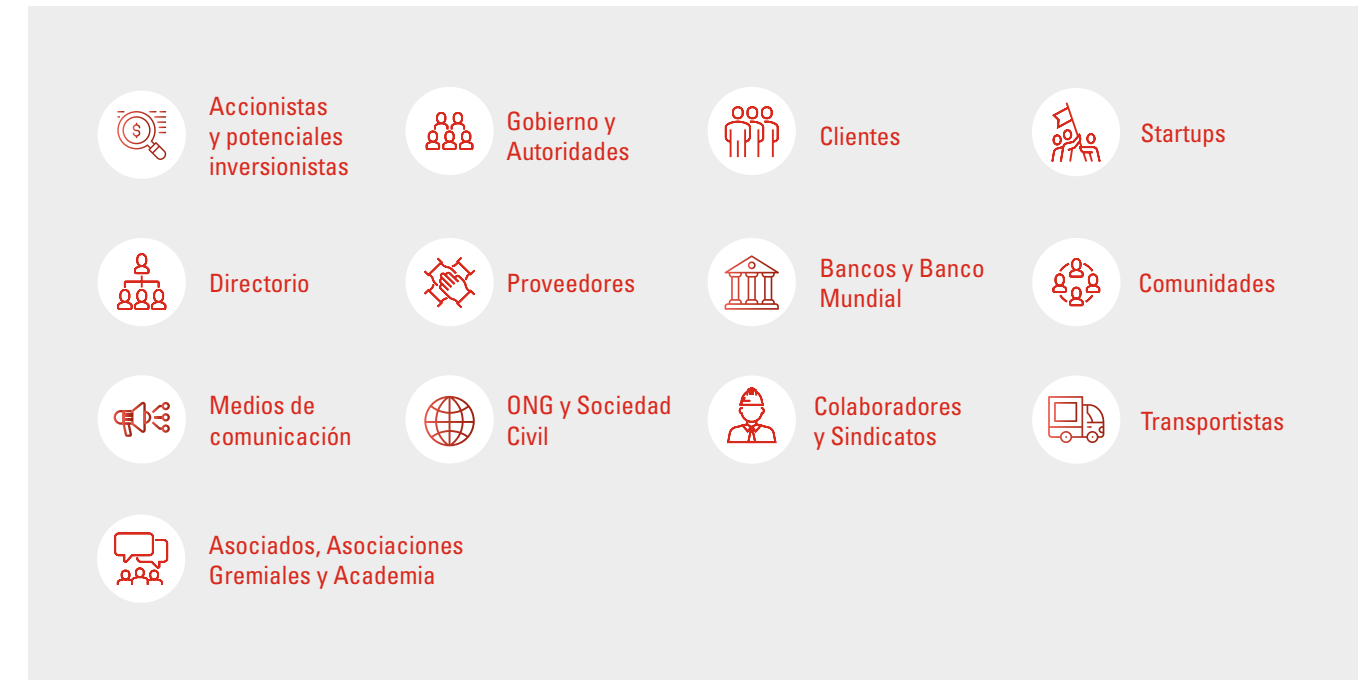 Accionistas
y potenciales
inversionistas
Gobierno y
Autoridades
Clientes
Startups
Directorio
Proveedores
Bancos y Banco
Mundial
Comunidades
Medios de
comunicación
ONG y Sociedad
Civil
Colaboradores
y Sindicatos
Transportistas
Asociados, Asociaciones
Gremiales y Academia